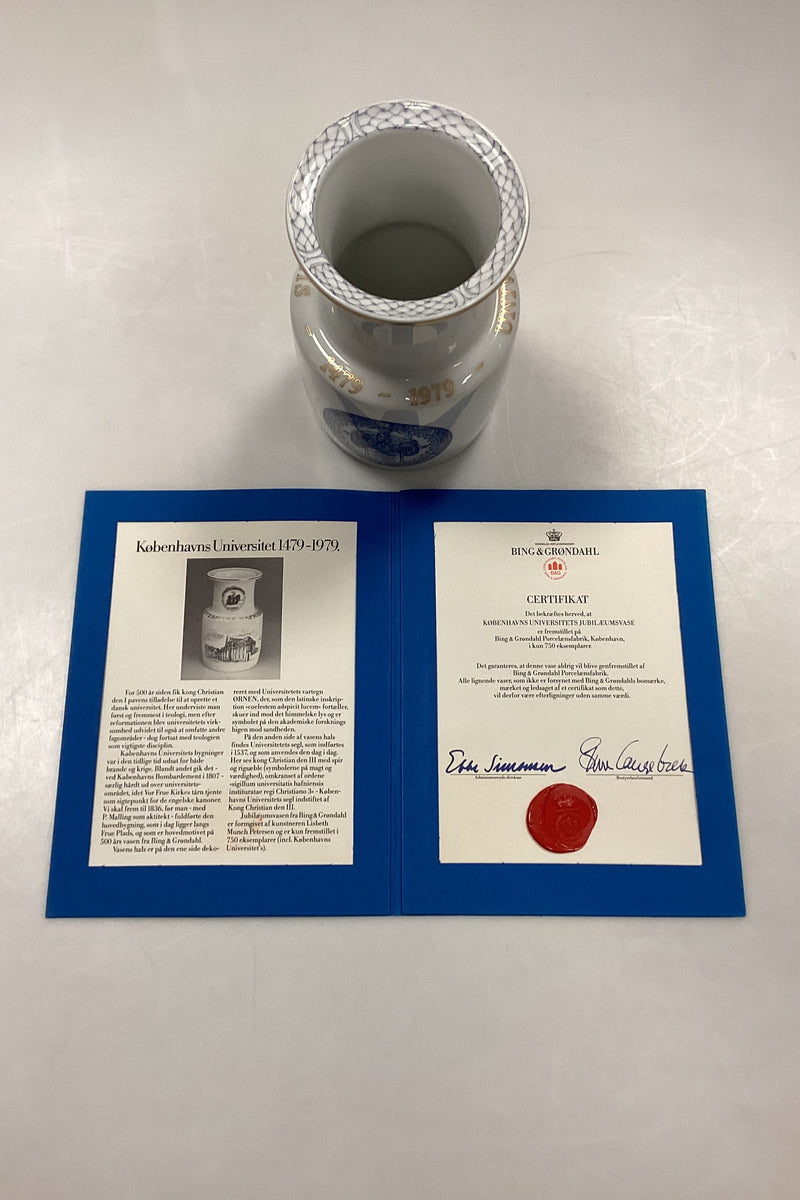 1479 - 1979 -
Københavns Universitet 1479-1979.
For 500 år siden fik kong Christian
den I pavens tilladelse til at oprette et
dansk universitet. Her underviste man
først og fremmest i teologi, men efter
reformationen blev universitetets virk-
somhed udvidet til også at omfatte andre
fagområder - dog fortsat med teologien
som vigtigste disciplin.
Københavns Universitets bygninger
var i den tidlige tid udsat for både
brande og krige. Blandt andet gik det -
ved Københavns Bombardement i 1807 -
særlig hårdt ud over universitets-
området, idet Vor Frue Kirkes tårn tjente
som sigtepunkt for de engelske kanoner.
Vi skal frem til 1836, før man - med
P. Malling som arkitekt - fuldførte den
hovedbygning, som i dag ligger langs
Frue Plads, og som er hovedmotivet på
500 års vasen fra Bing & Grøndahl.
Vasens hals er på den ene side deko-
reret med Universitetets vartegn
ØRNEN, der, som den latinske inskrip-
tion »coelestem adspicit lucem« fortæller,
skuer ind mod det himmelske lys og er
symbolet på den akademiske forsknings
higen mod sandheden.
På den anden side af vasens hals
findes Universitetets segl, som indførtes
i 1537, og som anvendes den dag i dag.
Her ses kong Christian den III med spir
og rigsæble (symbolerne på magt og
værdighed), omkranset af ordene
»sigillum universitatis hafniensis
instituratae regi Christiano 3« - Køben-
havns Universitets segl indstiftet af
Kong Christian den III.
Jubilæumsvasen fra Bing & Grøndahl
er formgivet af kunstneren Lisbeth
Munch Petersen og er kun fremstillet i
750 eksemplarer (incl. Københavns
Universitet's).
BING & GRØNDAHL
B&G
CERTIFIKAT
Det bekræftes herved, at
KØBENHAVNS UNIVERSITETS JUBILÆUMSVASE
er fremstillet på
Bing & Grøndahl Porcelænsfabrik, København,
i kun 750 eksemplarer.
Det garanteres, at denne vase aldrig vil blive genfremstillet af
Bing & Grøndahl Porcelænsfabrik.
Alle lignende vaser, som ikke er forsynet med Bing & Grøndahls bomærke,
mærket og ledsaget af et certifikat som dette,
vil derfor være efterligninger uden samme værdi.
Ebbe Simonsen
Administrerende direktør
Bestyrelsesformand